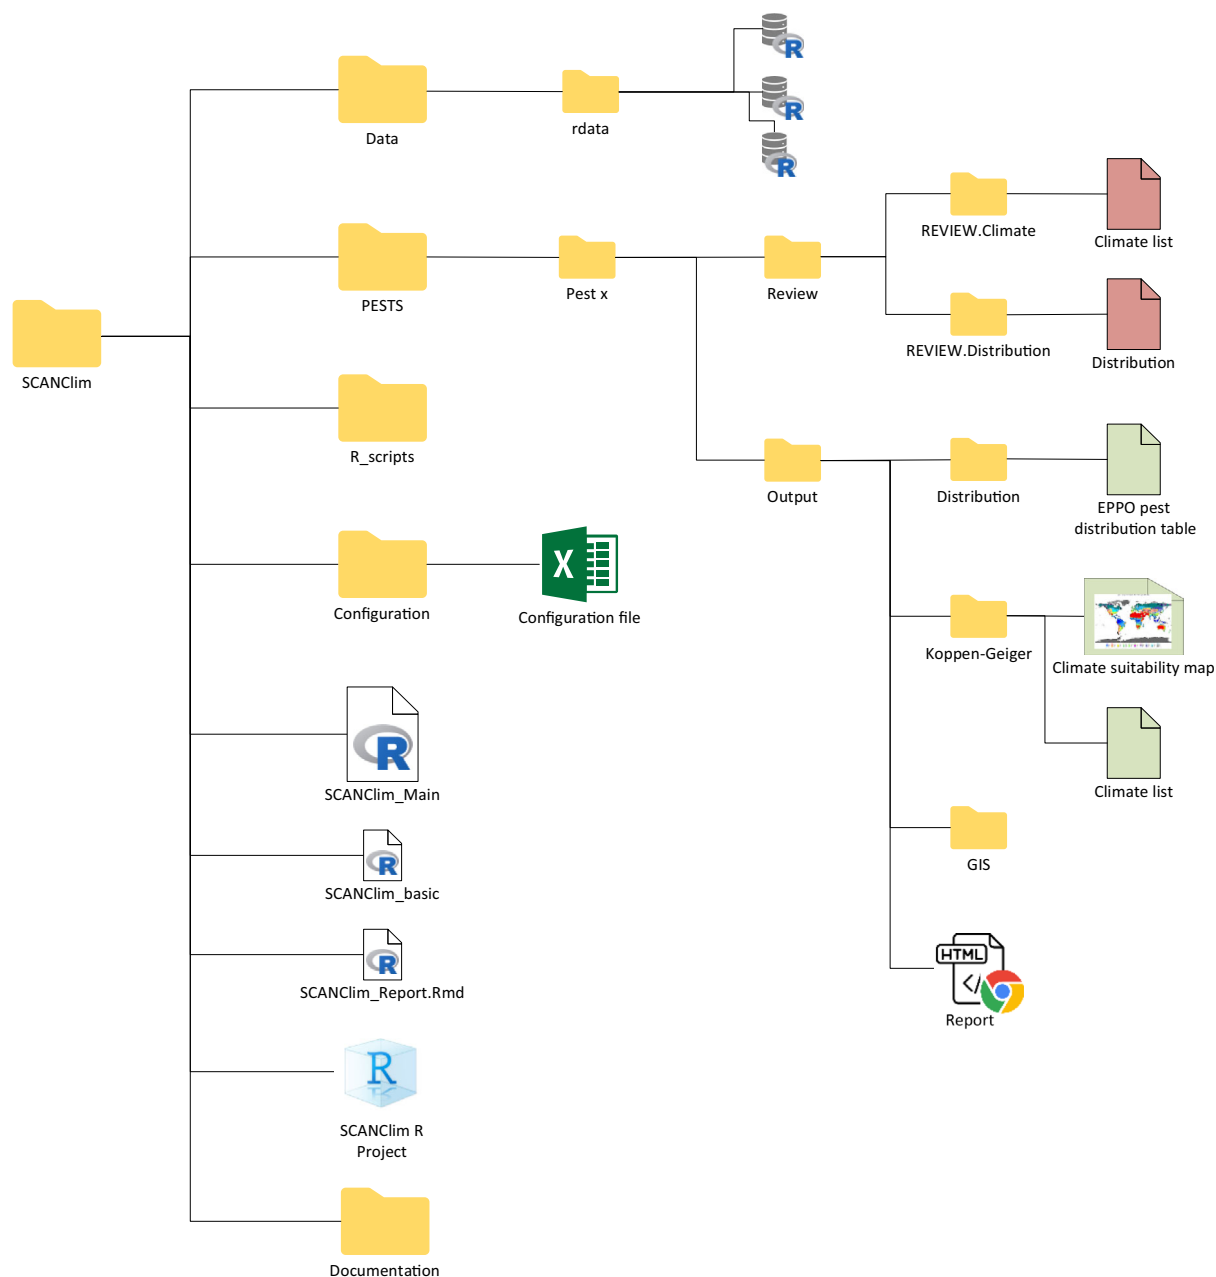 R
R
R
Data
rdata
REVIEW.Climate
Climate list
PESTS
Pest x
Review
REVIEW.Distribution
Distribution
SCANClim
R_scripts
Output
Distribution
EPPO pest
distribution table
X
Configuration
Configuration file
Koppen-Geiger
Climate suitability map
R
SCANClim_Main
Climate list
R
SCANClim_basic
GIS
R
SCANClim_Report.Rmd
HTML
</
Report
R
SCANClim R
Project
Documentation